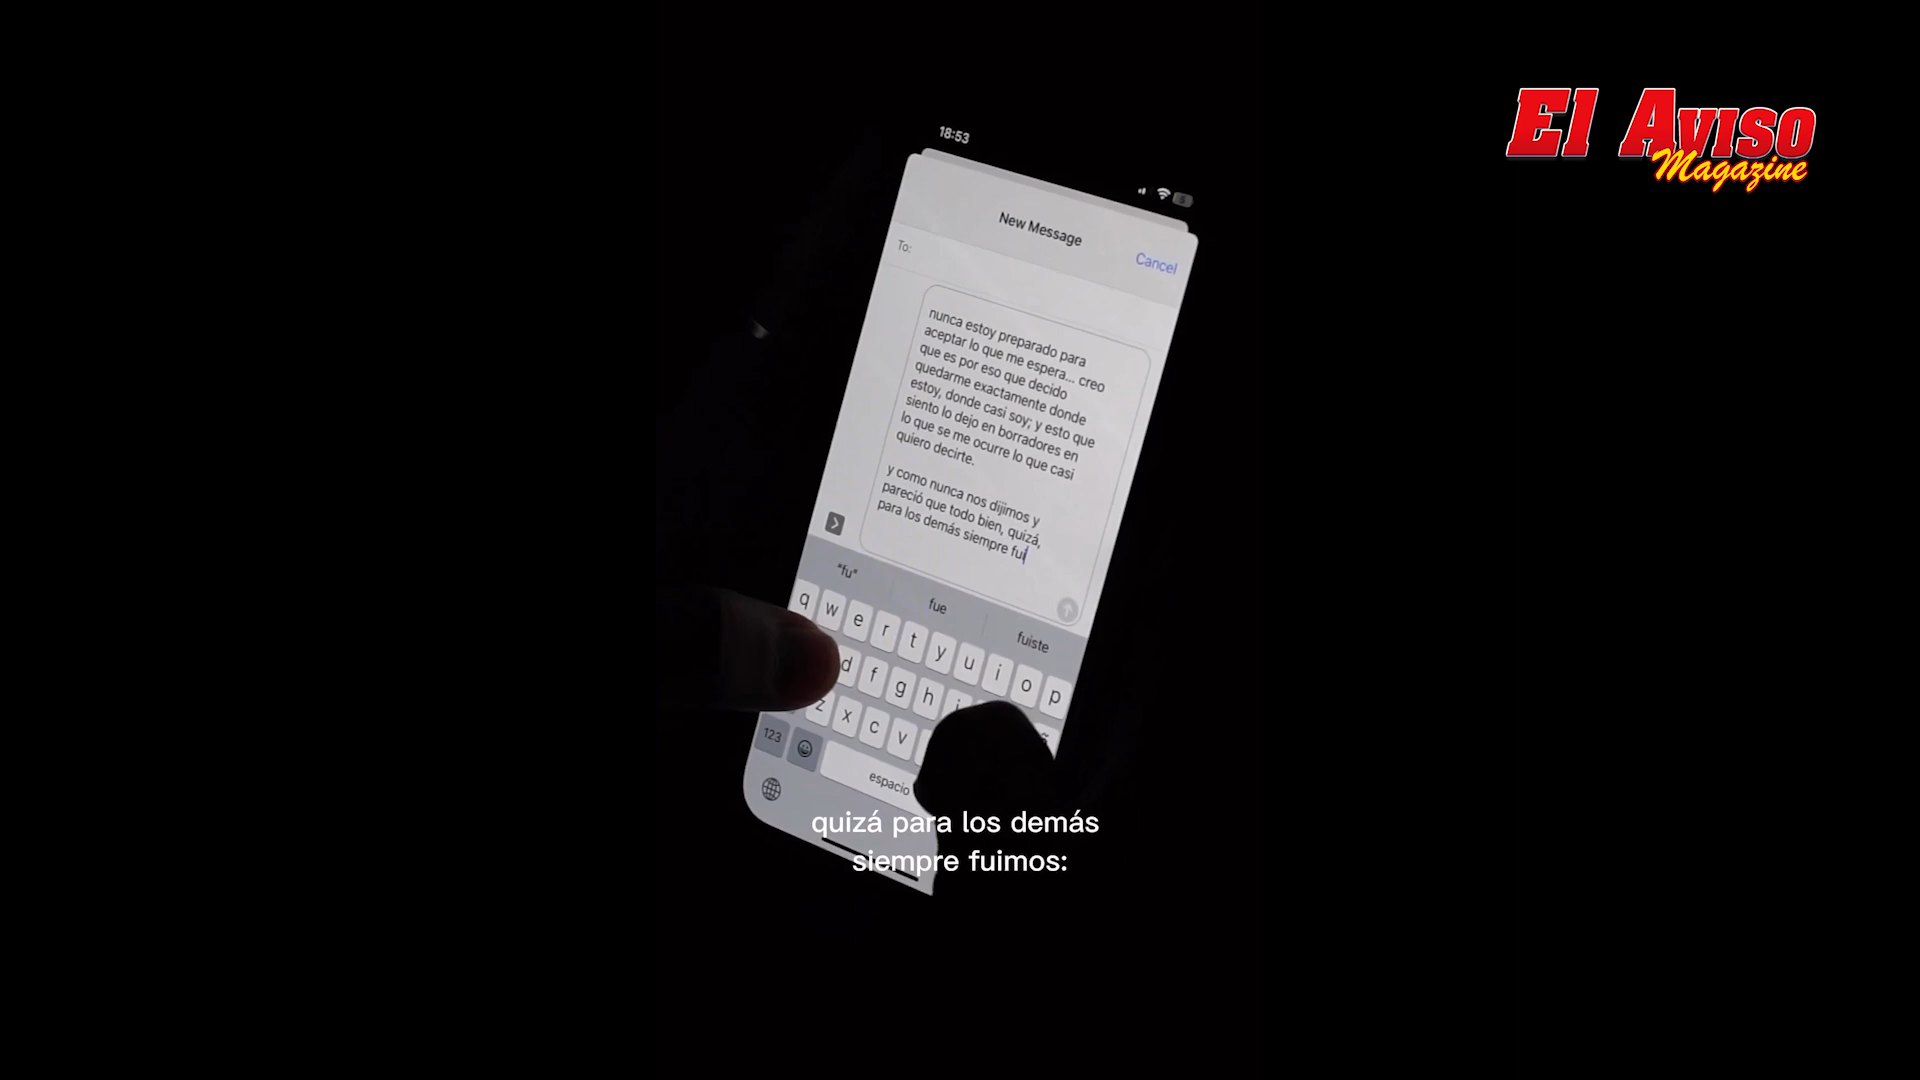 El Aviso
Magazine
18:53
5
New Message
Cancel
To:
nunca estoy preparado para
aceptar lo que me espera... creo
que es por eso que decido
quedarme exactamente donde
estoy, donde casi soy; y esto que
siento lo dejo en borradores en
lo que se me ocurre lo que casi
quiero decirte.
y como nunca nos dijimos y
pareció que todo bien, quizá,
para los demás siempre fui
"fu"
fue
fuiste
q w e r t y u i o p
d f g h j
z x c v
123
espacio
quizá para los demás
siempre fuimos: